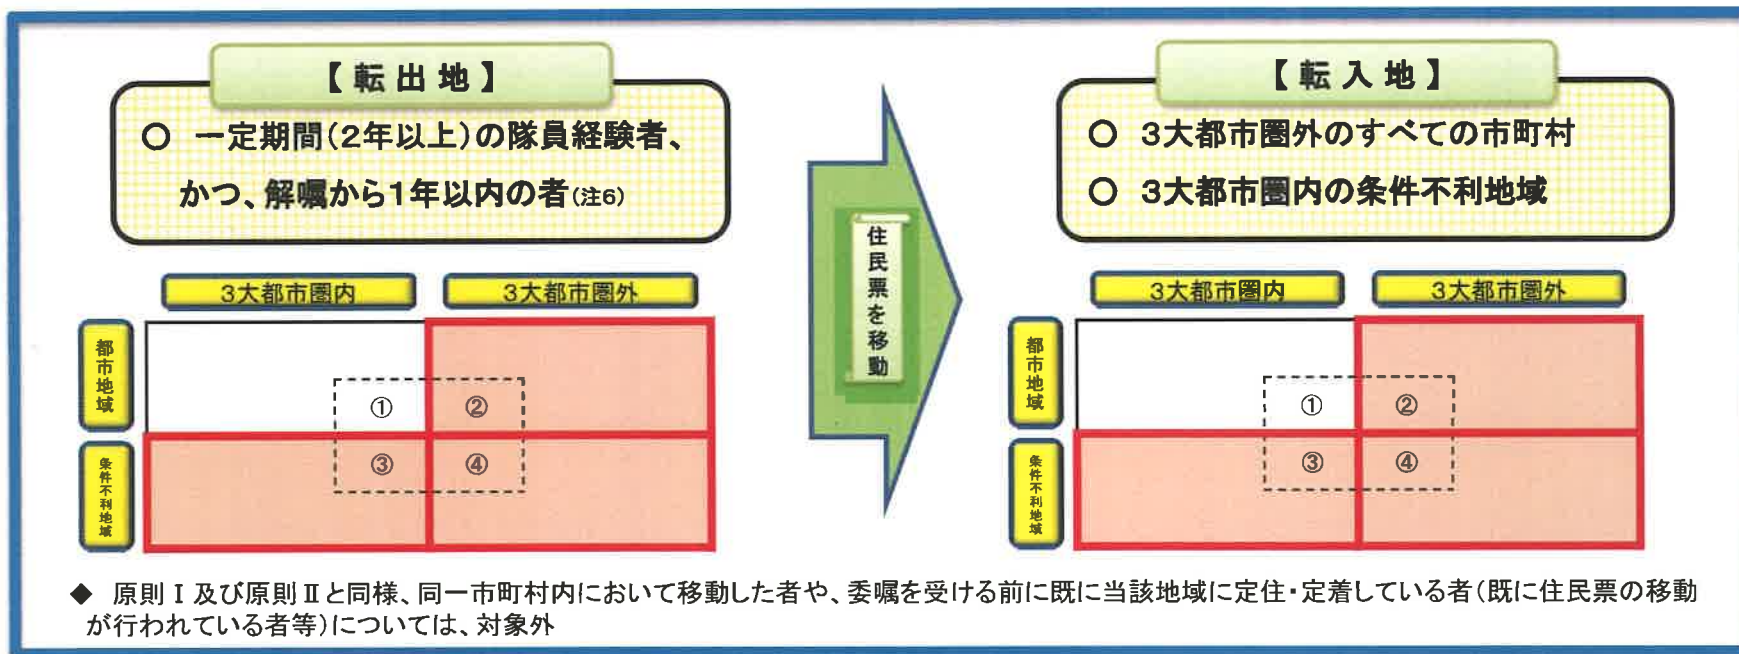 【転出地】
○ 一定期間(2年以上)の隊員経験者、
かつ、解嘱から1年以内の者(注6)
3大都市圏内
3大都市圏外
都市地域
①
②
条件不利地域
③
④
住民票を移動
【転入地】
○ 3大都市圏外のすべての市町村
○ 3大都市圏内の条件不利地域
3大都市圏内
3大都市圏外
都市地域
①
②
条件不利地域
③
④
◆ 原則Ⅰ及び原則Ⅱと同様、同一市町村内において移動した者や、委嘱を受ける前に既に当該地域に定住・定着している者(既に住民票の移動
が行われている者等)については、対象外